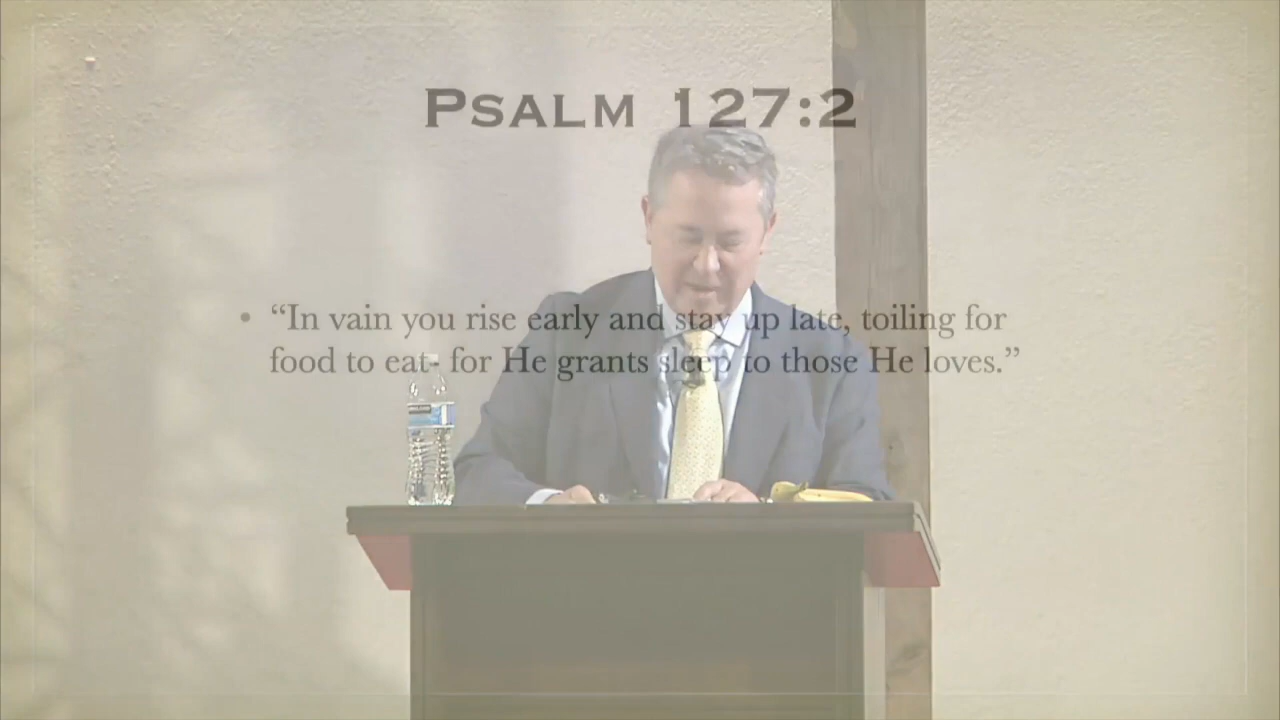 Psalm 127:2
• “In vain you rise early and stay up late, toiling for
food to eat- for He grants sleep to those He loves.”